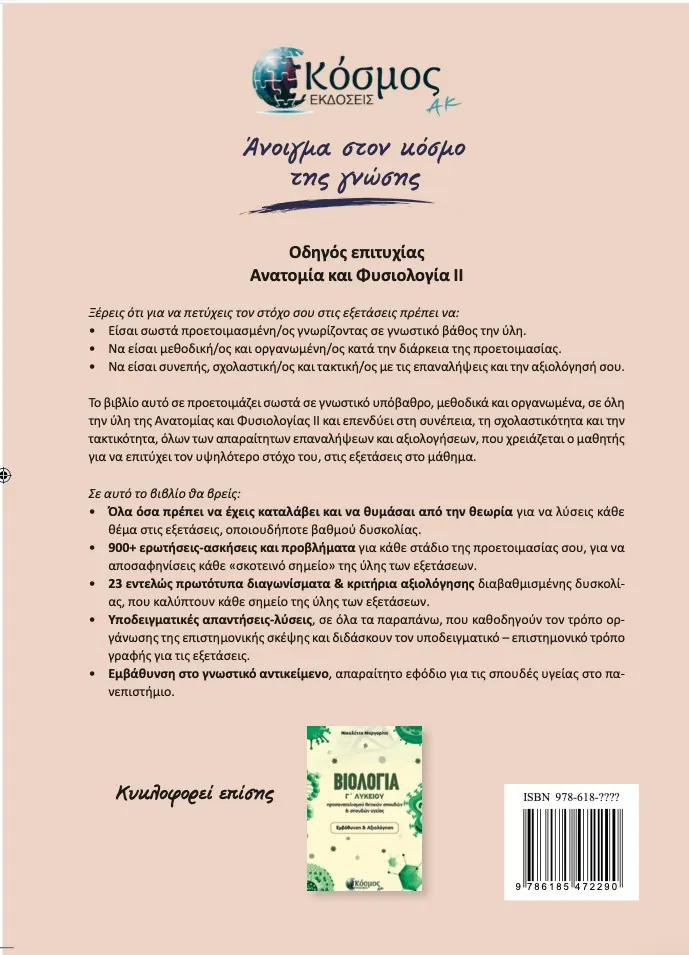 Κόσμος
ΕΚΔΟΣΕΙΣ
ΑΚ
Άνοιγμα στον κόσμο
της γνώσης
Οδηγός επιτυχίας
Ανατομία και Φυσιολογία ΙΙ
Ξέρεις ότι για να πετύχεις τον στόχο σου στις εξετάσεις πρέπει να:
• Είσαι σωστά προετοιμασμένη/ος γνωρίζοντας σε γνωστικό βάθος την ύλη.
• Να είσαι μεθοδική/ος και οργανωμένη/ος κατά την διάρκεια της προετοιμασίας.
• Να είσαι συνεπής, σχολαστική/ος και τακτική/ος με τις επαναλήψεις και την αξιολόγησή σου.
Το βιβλίο αυτό σε προετοιμάζει σωστά σε γνωστικό υπόβαθρο, μεθοδικά και οργανωμένα, σε όλη
την ύλη της Ανατομίας και Φυσιολογίας ΙΙ και επενδύει στη συνέπεια, τη σχολαστικότητα και την
τακτικότητα, όλων των απαραίτητων επαναλήψεων και αξιολογήσεων, που χρειάζεται ο μαθητής
για να επιτύχει τον υψηλότερο στόχο του, στις εξετάσεις στο μάθημα.
Σε αυτό το βιβλίο θα βρείς:
• Όλα όσα πρέπει να έχεις καταλάβει και να θυμάσαι από την θεωρία για να λύσεις κάθε
θέμα στις εξετάσεις, οποιουδήποτε βαθμού δυσκολίας.
• 900+ ερωτήσεις-ασκήσεις και προβλήματα για κάθε στάδιο της προετοιμασίας σου, για να
αποσαφηνίσεις κάθε «σκοτεινό σημείο» της ύλης των εξετάσεων.
• 23 εντελώς πρωτότυπα διαγωνίσματα & κριτήρια αξιολόγησης διαβαθμισμένης δυσκολί-
ας, που καλύπτουν κάθε σημείο της ύλης των εξετάσεων.
• Υποδειγματικές απαντήσεις-λύσεις, σε όλα τα παραπάνω, που καθοδηγούν τον τρόπο ορ-
γάνωσης της επιστημονικής σκέψης και διδάσκουν τον υποδειγματικό – επιστημονικό τρόπο
γραφής για τις εξετάσεις.
• Εμβάθυνση στο γνωστικό αντικείμενο, απαραίτητο εφόδιο για τις σπουδές υγείας στο πα-
νεπιστήμιο.
Κυκλοφορεί επίσης
Νικολέττα Μαργαρίτη
ΒΙΟΛΟΓΙΑ
Γ΄ ΛΥΚΕΙΟΥ
προσανατολισμού θετικών σπουδών
& σπουδών υγείας
Εμβάθυνση & Αξιολόγηση
Κόσμος
ISBN 978-618-????
9 786185 472290